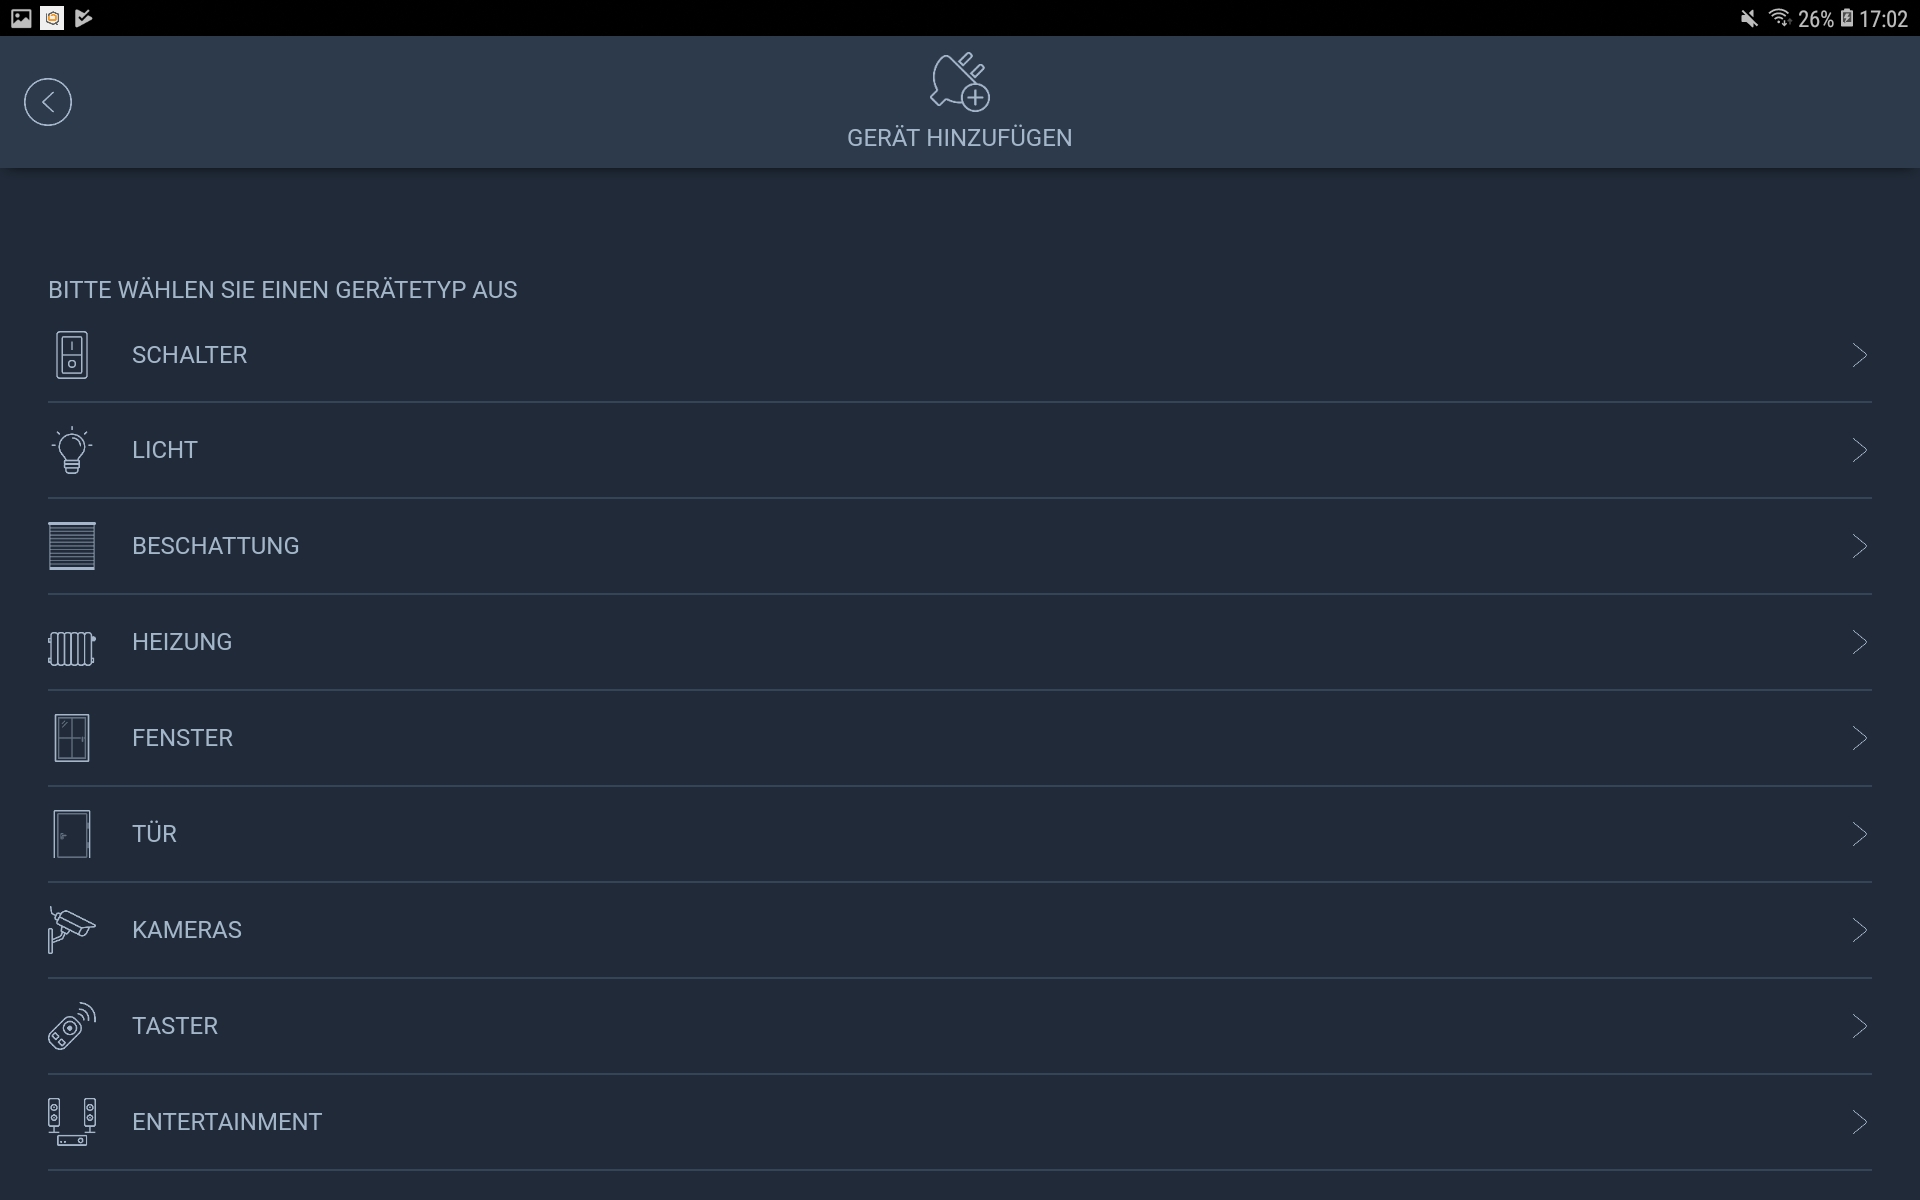 26% 17:02
GERÄT HINZUFÜGEN
BITTE WÄHLEN SIE EINEN GERÄTETYP AUS
SCHALTER
LICHT
BESCHATTUNG
HEIZUNG
FENSTER
TÜR
KAMERAS
TASTER
ENTERTAINMENT